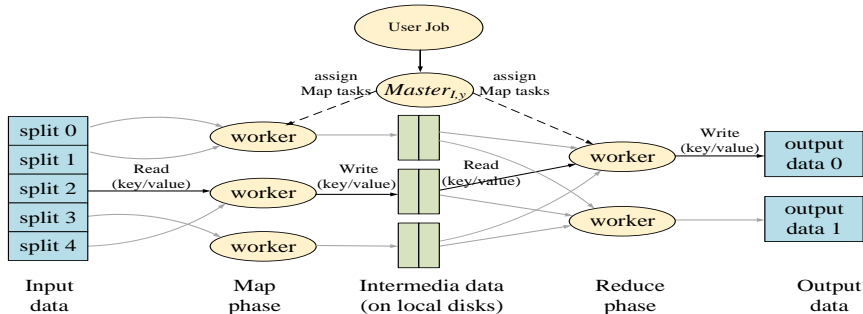 User Job
assign
Map tasks
Master_{I,y}
assign
Map tasks
split 0
split 1
split 2
split 3
split 4
Read
(key/value)
worker
worker
worker
Write
(key/value)
Read
(key/value)
worker
worker
Write
(key/value)
output
data 0
output
data 1
Input
data
Map
phase
Intermedia data
(on local disks)
Reduce
phase
Output
data